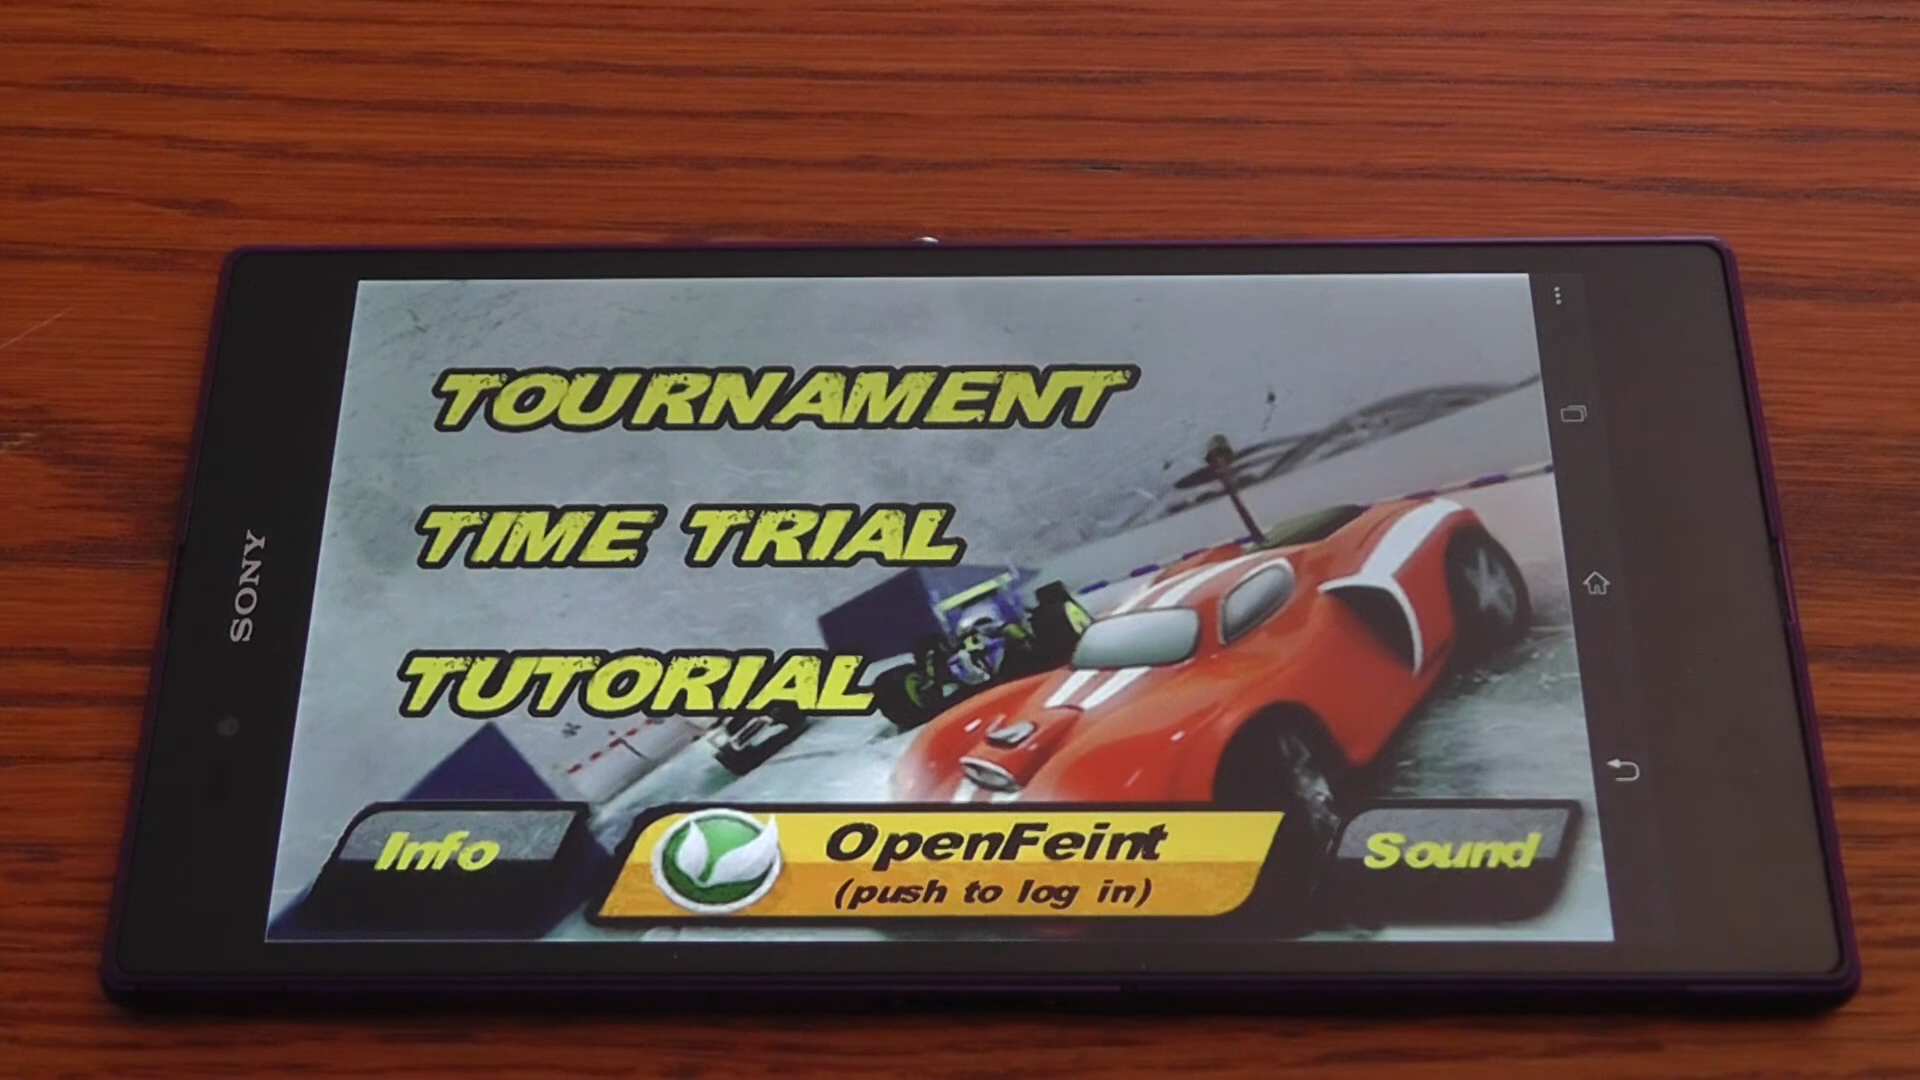 SONY
TOURNAMENT
TIME TRIAL
TUTORIAL
Info
OpenFeint
(push to log in)
Sound